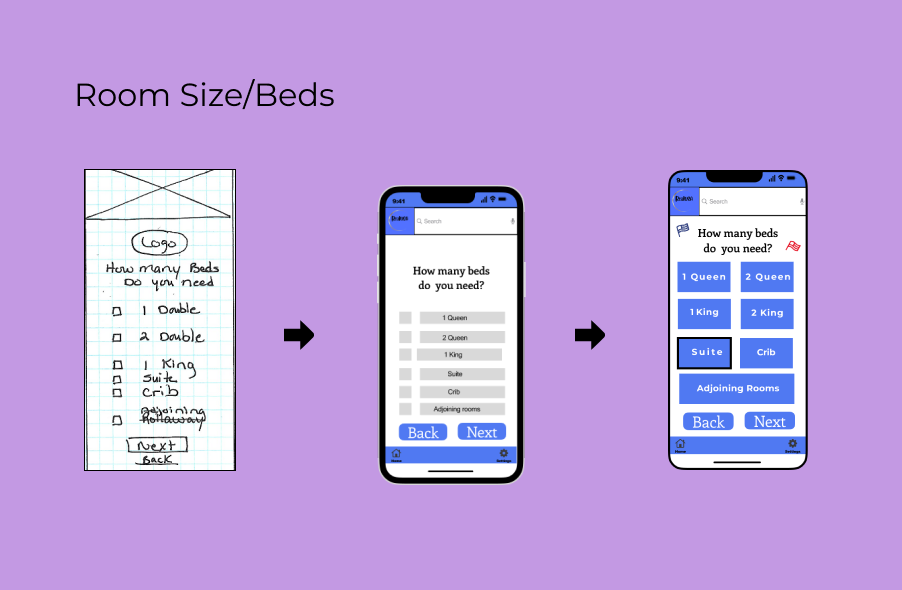 Room Size/Beds
Logo
How many Beds
Do you need
1 Double
2 Double
1 King
Suite
Crib
Adjoining
Rollaway
Next
Back
9:41
Search
How many beds
do you need?
1 Queen
2 Queen
1 King
Suite
Crib
Adjoining rooms
Back
Next
Home
Settings
9:41
Search
How many beds
do you need?
1 Queen
2 Queen
1 King
2 King
Suite
Crib
Adjoining Rooms
Back
Next
Home
Settings